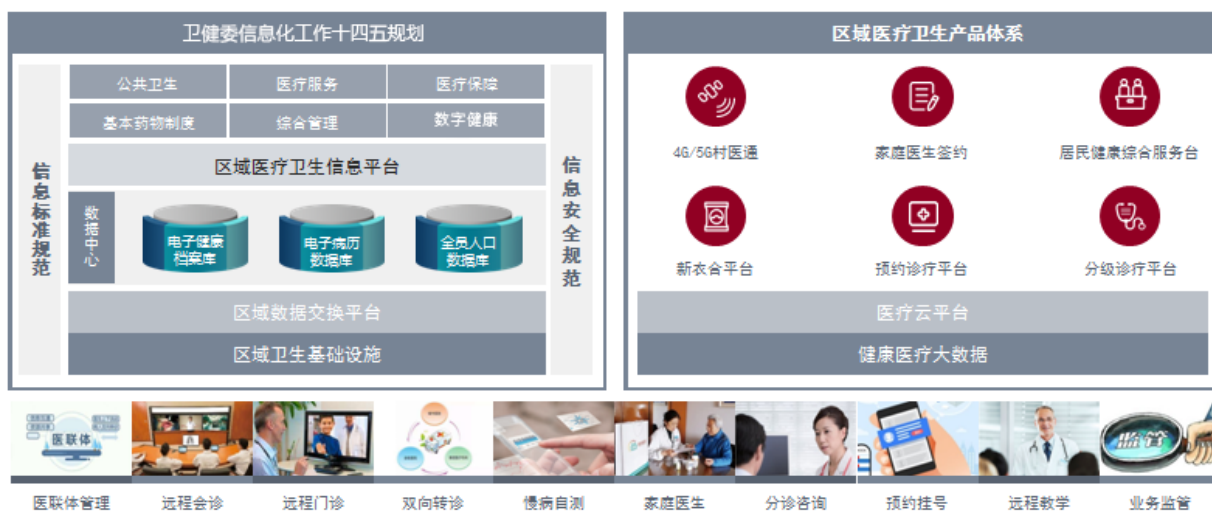 卫健委信息化工作十四五规划
信息标准规范
公共卫生
医疗服务
医疗保障
基本药物制度
综合管理
数字健康
区域医疗卫生信息平台
数据中心
电子健康
档案库
电子病历
数据库
全员人口
数据库
区域数据交换平台
区域卫生基础设施
信息安全规范
区域医疗卫生产品体系
4G/5G村医通
家庭医生签约
居民健康综合服务台
新农合平台
预约诊疗平台
分级诊疗平台
医疗云平台
健康医疗大数据
医联体
监管
医联体管理
远程会诊
远程门诊
双向转诊
慢病自测
家庭医生
分诊咨询
预约挂号
远程教学
业务监管